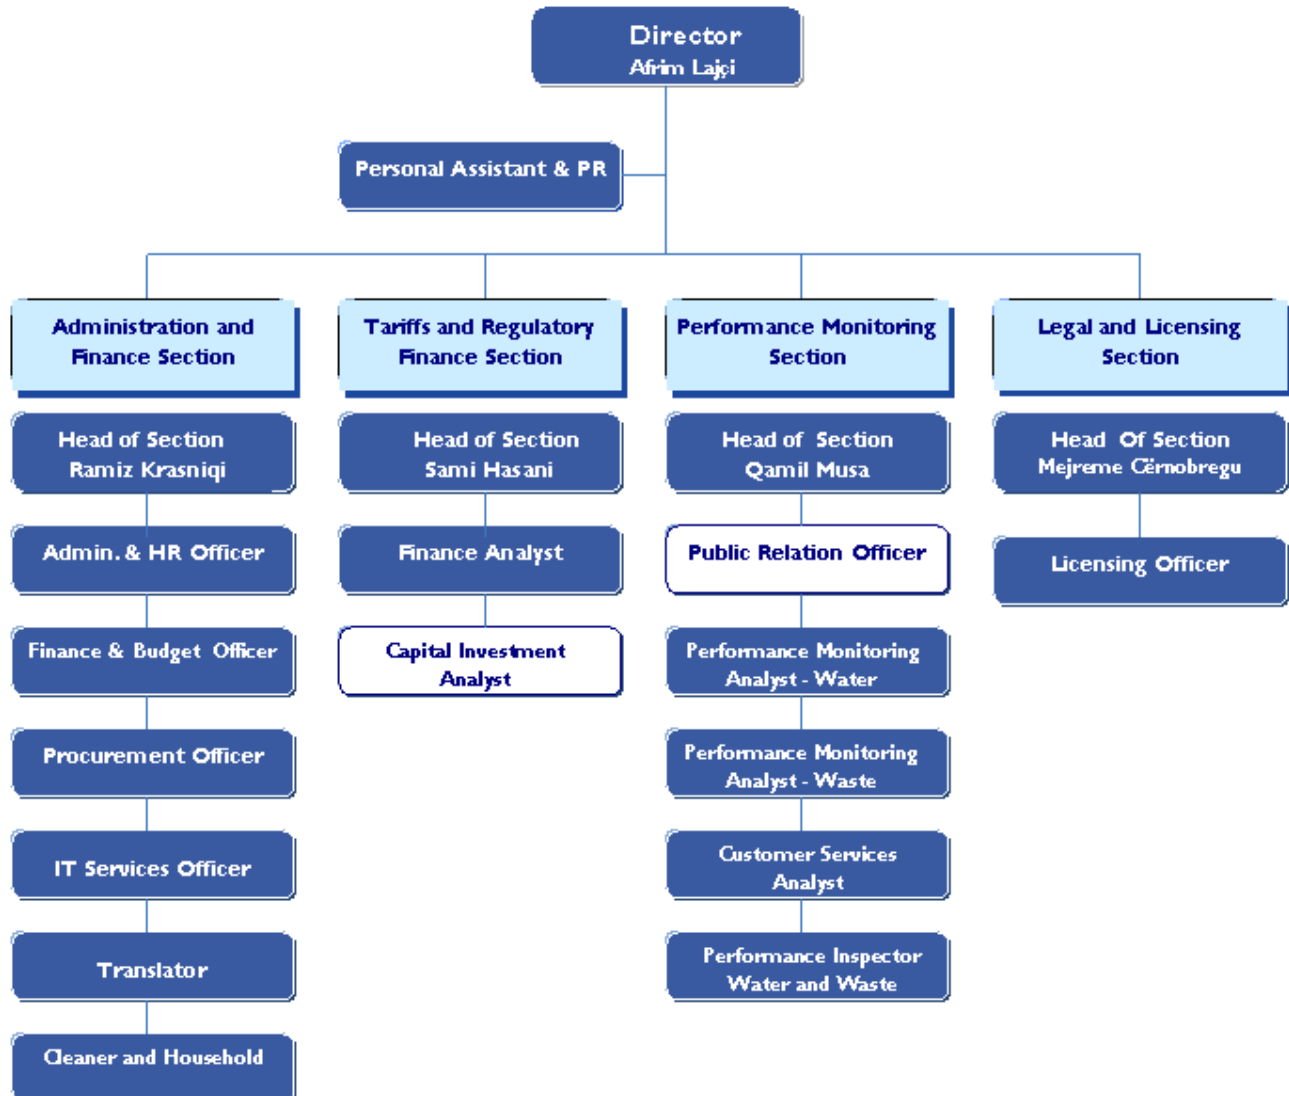 Director
Afrim Lajçi
Personal Assistant & PR
Administration and
Finance Section
Tariffs and Regulatory
Finance Section
Performance Monitoring
Section
Legal and Licensing
Section
Head of Section
Ramiz Krasniqi
Head of Section
Sami Hasani
Head of Section
Qamil Musa
Head Of Section
Mejreme Cërnobregu
Admin. & HR Officer
Finance Analyst
Public Relation Officer
Licensing Officer
Finance & Budget Officer
Capital Investment
Analyst
Performance Monitoring
Analyst - Water
Procurement Officer
Performance Monitoring
Analyst - Waste
IT Services Officer
Customer Services
Analyst
Translator
Performance Inspector
Water and Waste
Cleaner and Household